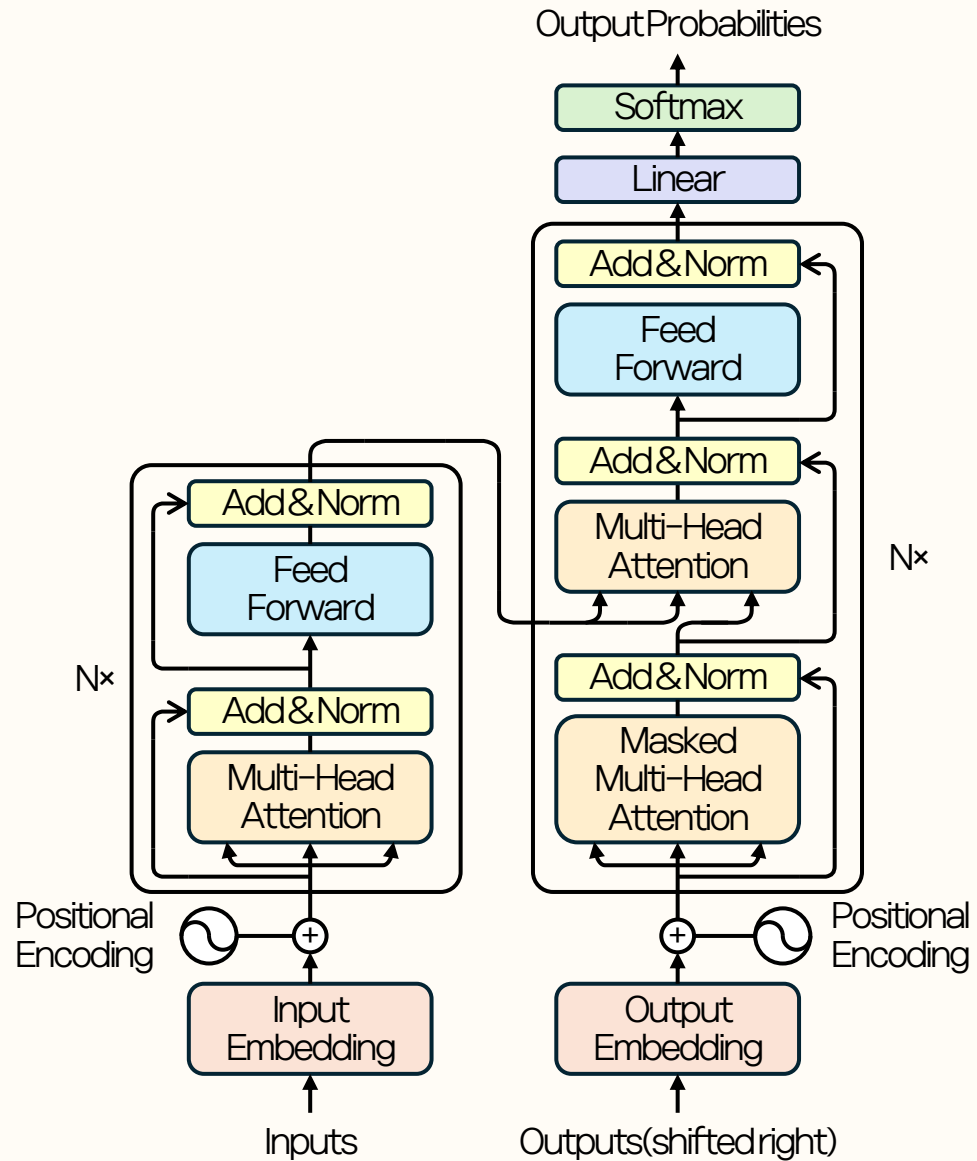 Output Probabilities
Softmax
Linear
Add & Norm
Feed
Forward
Add & Norm
Multi-Head
Attention
Add & Norm
Masked
Multi-Head
Attention
N×
Add & Norm
Feed
Forward
Add & Norm
Multi-Head
Attention
N×
Positional
Encoding
+
+
Positional
Encoding
Input
Embedding
Output
Embedding
Inputs
Outputs (shifted right)